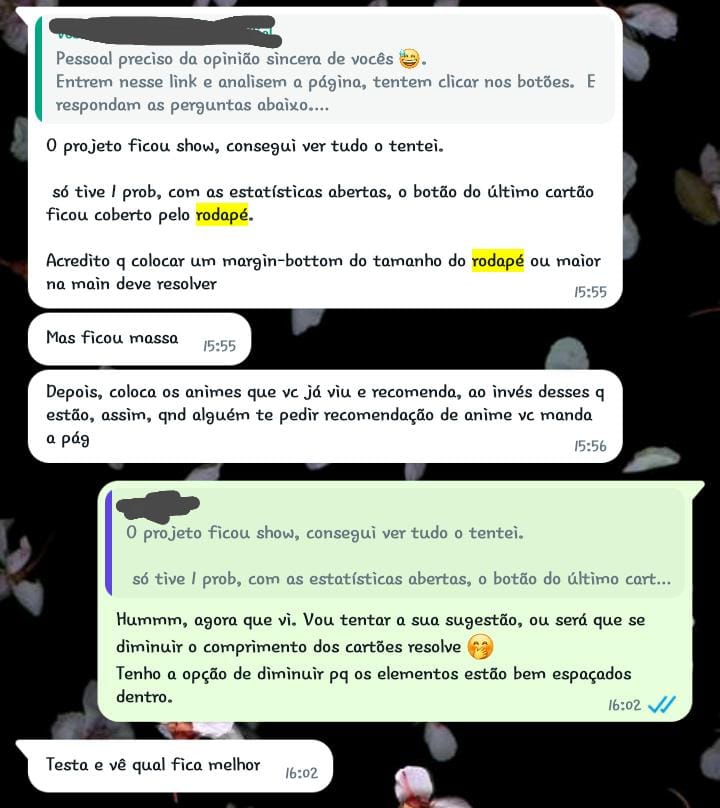 Pessoal preciso da opinião sincera de vocês 😅.
Entrem nesse link e analisem a página, tentem clicar nos botões. E
respondam as perguntas abaixo....
O projeto ficou show, consegui ver tudo o tentei.
só tive 1 prob, com as estatísticas abertas, o botão do último cartão
ficou coberto pelo rodapé.
Acredito q colocar um margin-bottom do tamanho do rodapé ou maior
na main deve resolver
15:55
Mas ficou massa
15:55
Depois, coloca os animes que vc já viu e recomenda, ao invés desses q
estão, assim, qnd alguém te pedir recomendação de anime vc manda
a pág
15:56
O projeto ficou show, consegui ver tudo o tentei.
só tive 1 prob, com as estatísticas abertas, o botão do último cart...
Hummm, agora que vi. Vou tentar a sua sugestão, ou será que se
diminuir o comprimento dos cartões resolve 🤭
Tenho a opção de diminuir pq os elementos estão bem espaçados
dentro.
16:02
Testa e vê qual fica melhor
16:02